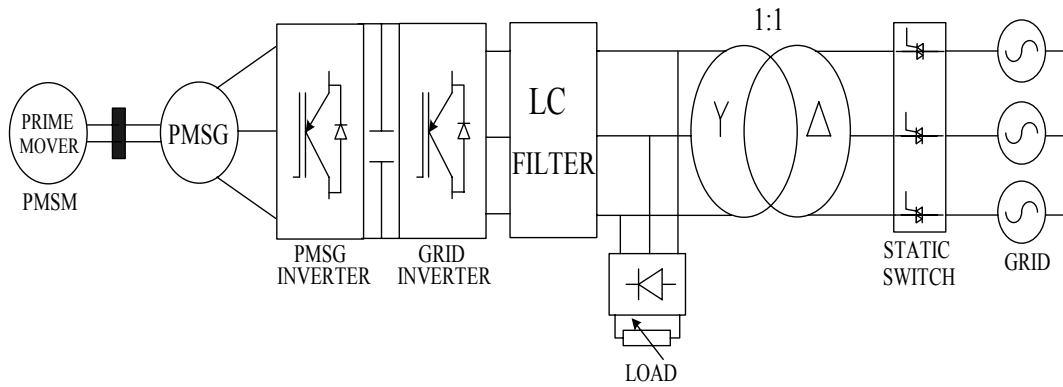 1:1
PRIME
MOVER
PMSM
PMSG
PMSG
INVERTER
GRID
INVERTER
LC
FILTER
Y
Δ
STATIC
SWITCH
GRID
LOAD